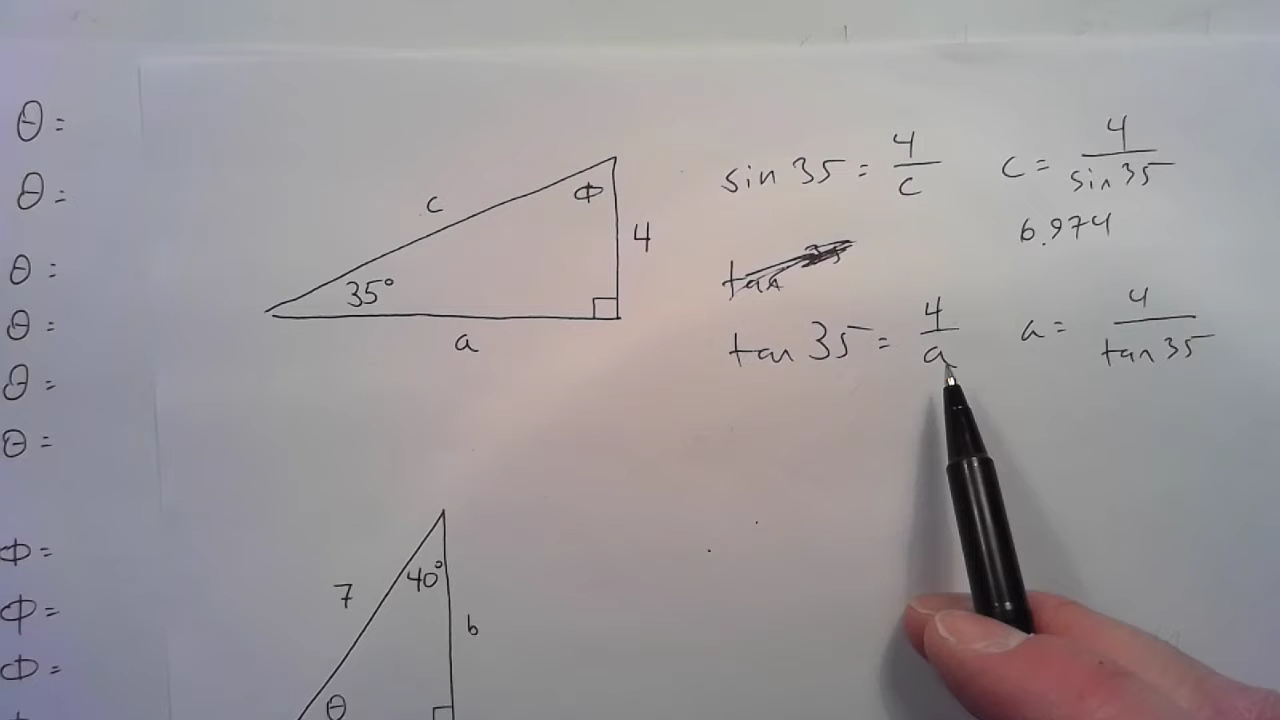 θ =
θ =
θ =
θ =
θ =
θ =
ϕ =
ϕ =
ϕ =
c
ϕ
4
35°
a
sin 35 = 4/c
c = 4/sin 35
6.974
tan 35 = 4/a
a = 4/tan 35
40°
7
b
θ